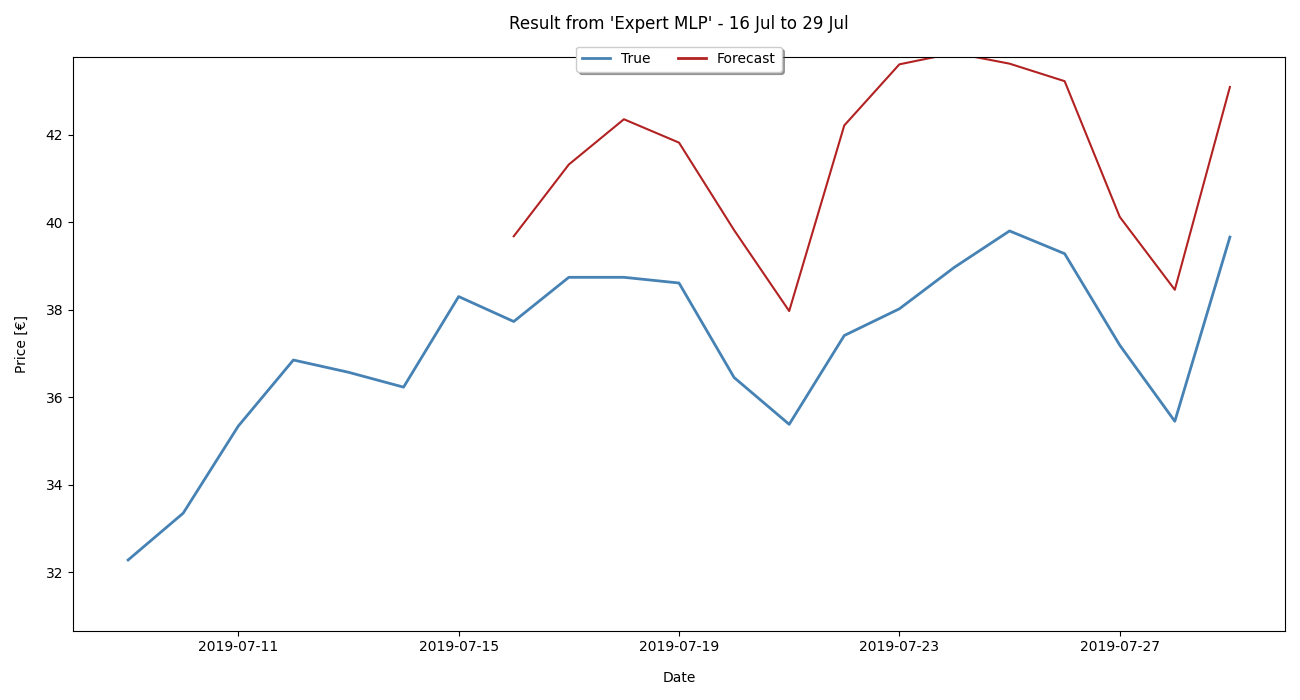 Result from 'Expert MLP' - 16 Jul to 29 Jul
True
Forecast
Price [€]
42
40
38
36
34
32
2019-07-11
2019-07-15
2019-07-19
2019-07-23
2019-07-27
Date